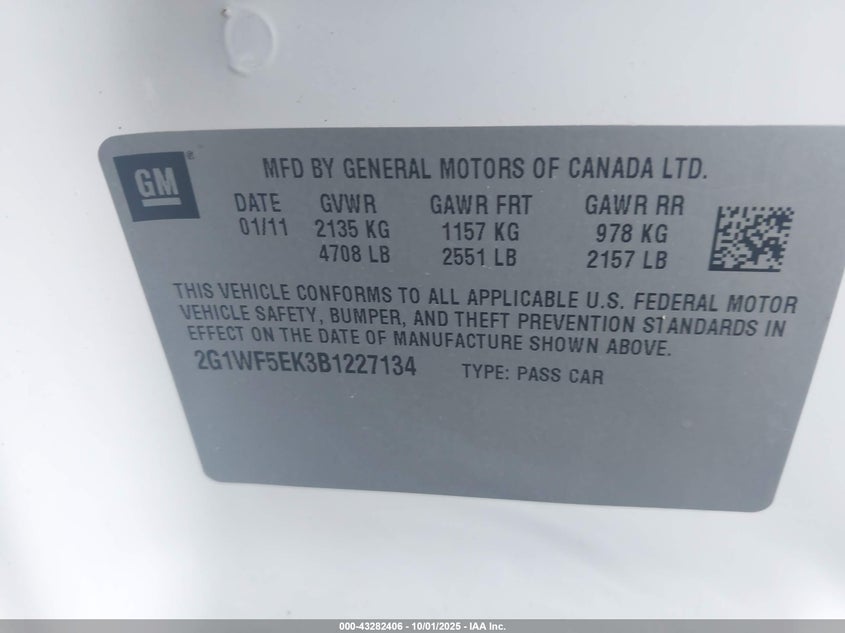 GM®
MFD BY GENERAL MOTORS OF CANADA LTD.
DATE GVWR GAWR FRT GAWR RR
01/11 2135 KG 1157 KG 978 KG
4708 LB 2551 LB 2157 LB
THIS VEHICLE CONFORMS TO ALL APPLICABLE U.S. FEDERAL MOTOR
VEHICLE SAFETY, BUMPER, AND THEFT PREVENTION STANDARDS IN
EFFECT ON THE DATE OF MANUFACTURE SHOWN ABOVE.
2G1WF5EK3B1227134 TYPE: PASS CAR
000-43282406 - 10/01/2025 - IAA Inc.